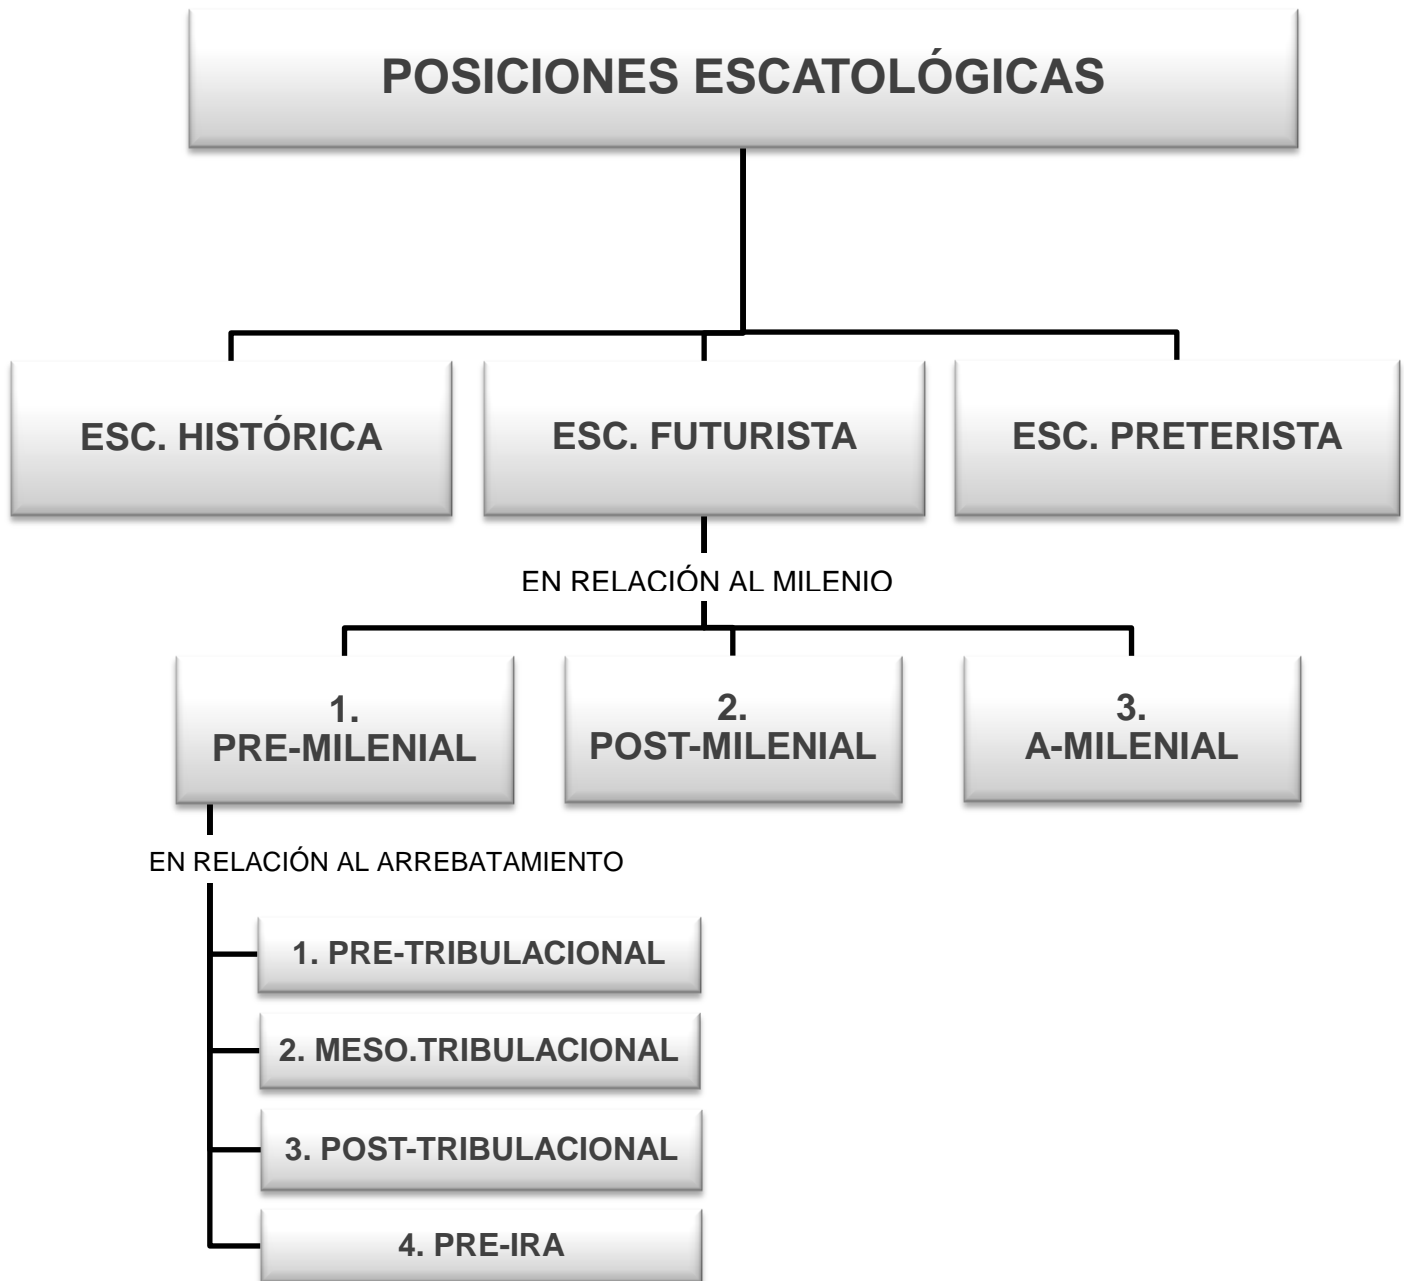 POSICIONES ESCATOLÓGICAS
ESC. HISTÓRICA
ESC. FUTURISTA
ESC. PRETERISTA
EN RELACIÓN AL MILENIO
1.
PRE-MILENIAL
2.
POST-MILENIAL
3.
A-MILENIAL
EN RELACIÓN AL ARREBATAMIENTO
1. PRE-TRIBULACIONAL
2. MESO.TRIBULACIONAL
3. POST-TRIBULACIONAL
4. PRE-IRA